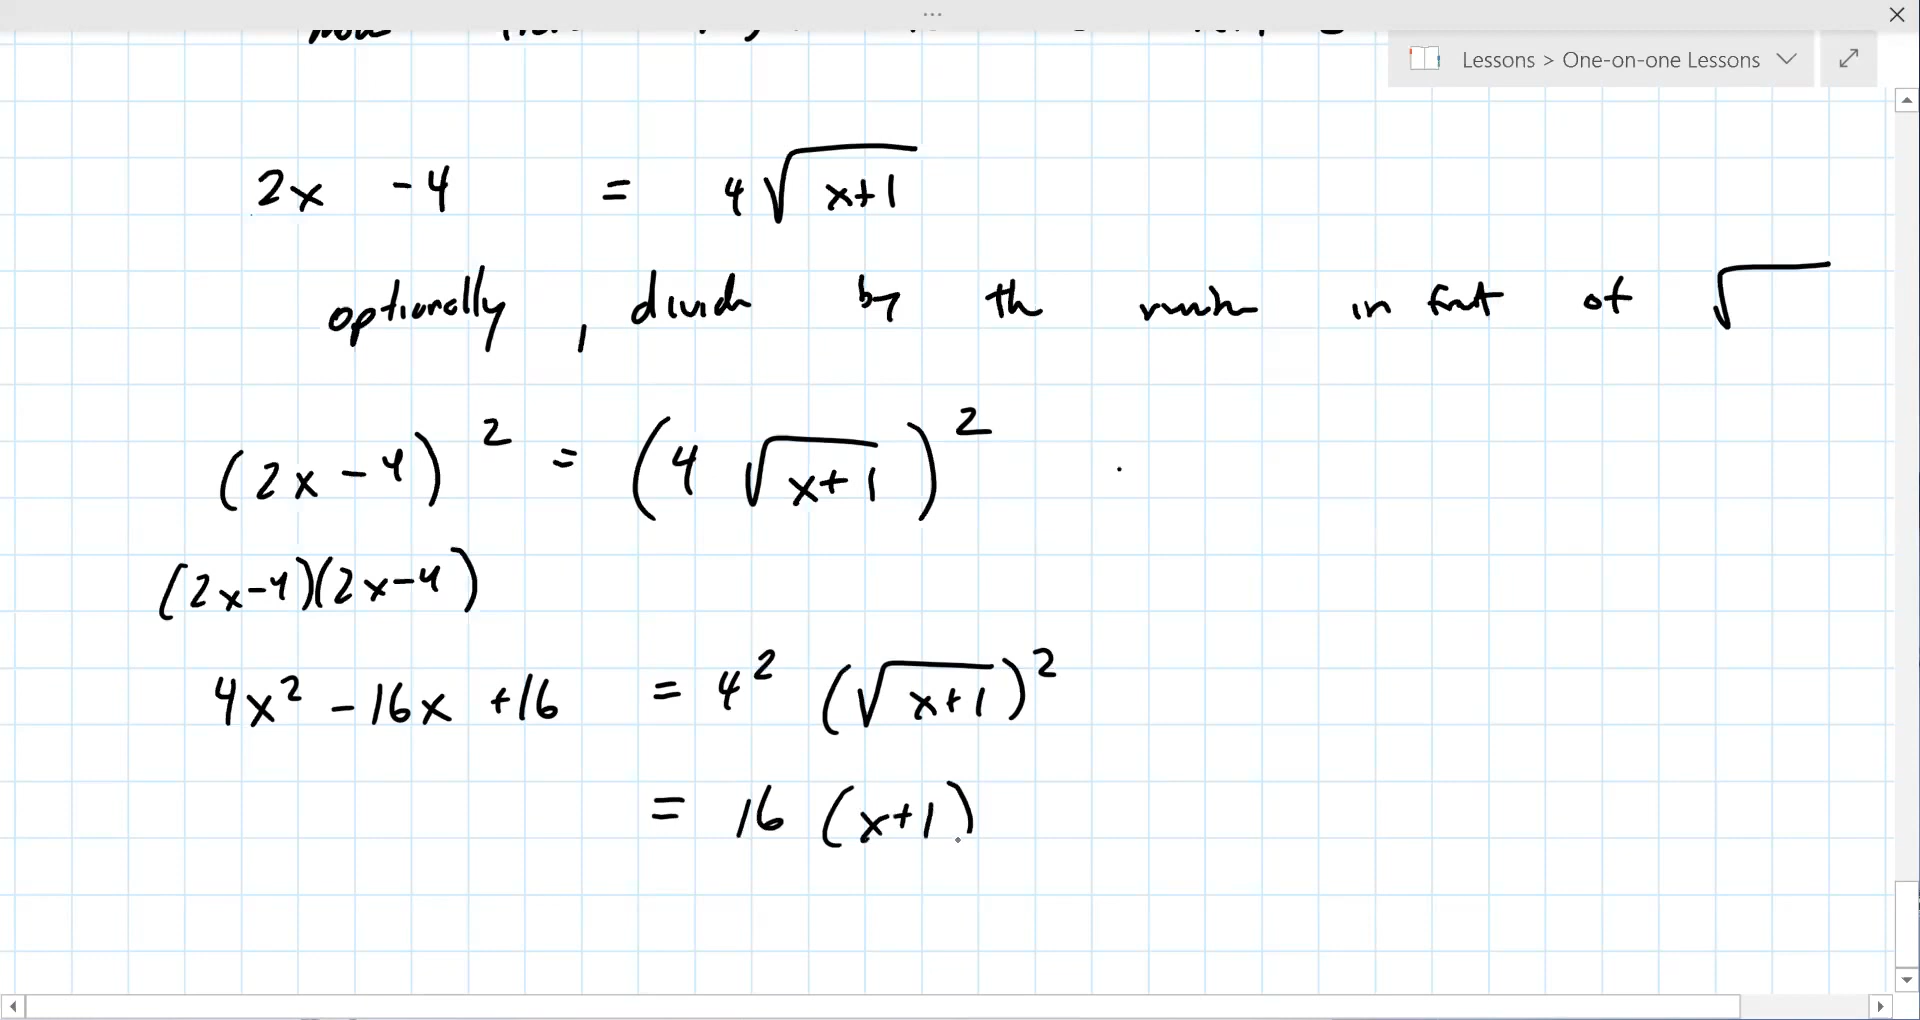 ...
Lessons > One-on-one Lessons
2x - 4 = 4√(x+1)
optionally, divide by the number in front of √
(2x - 4)² = (4 √(x+1))²
(2x-4)(2x-4)
4x² - 16x + 16 = 4² (√(x+1))²
= 16 (x+1)